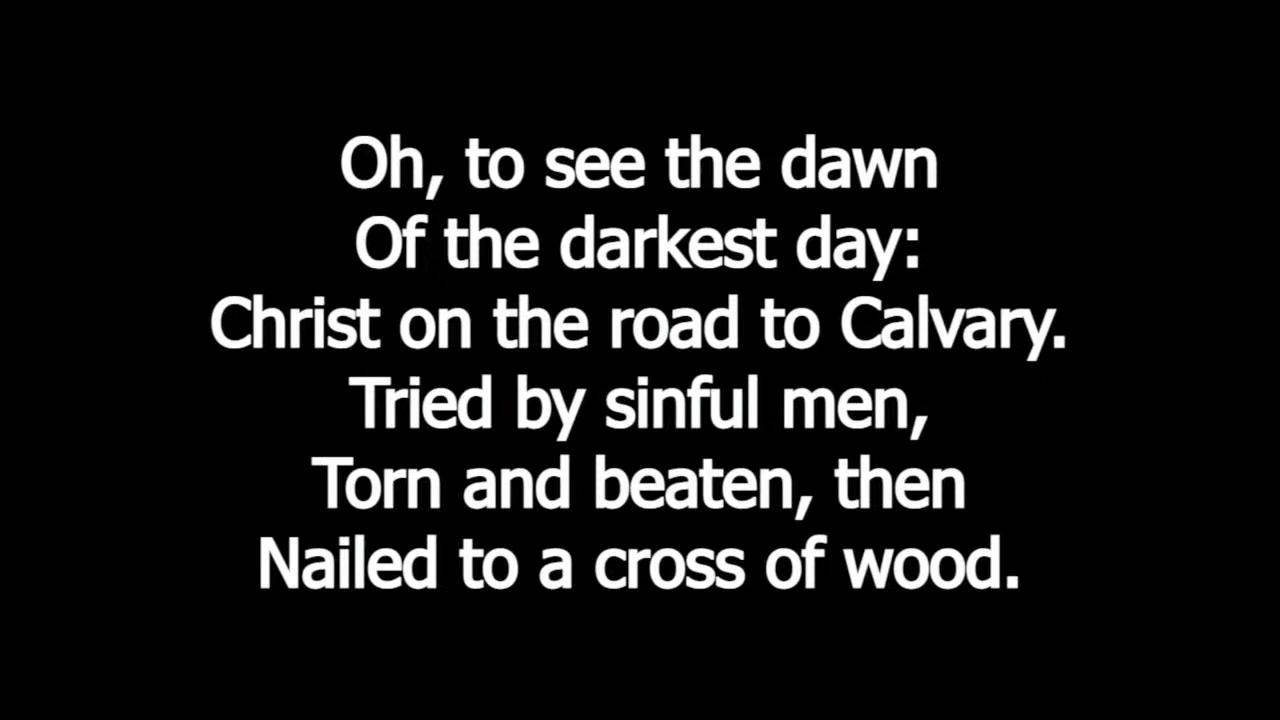 Oh, to see the dawn
Of the darkest day:
Christ on the road to Calvary.
Tried by sinful men,
Torn and beaten, then
Nailed to a cross of wood.